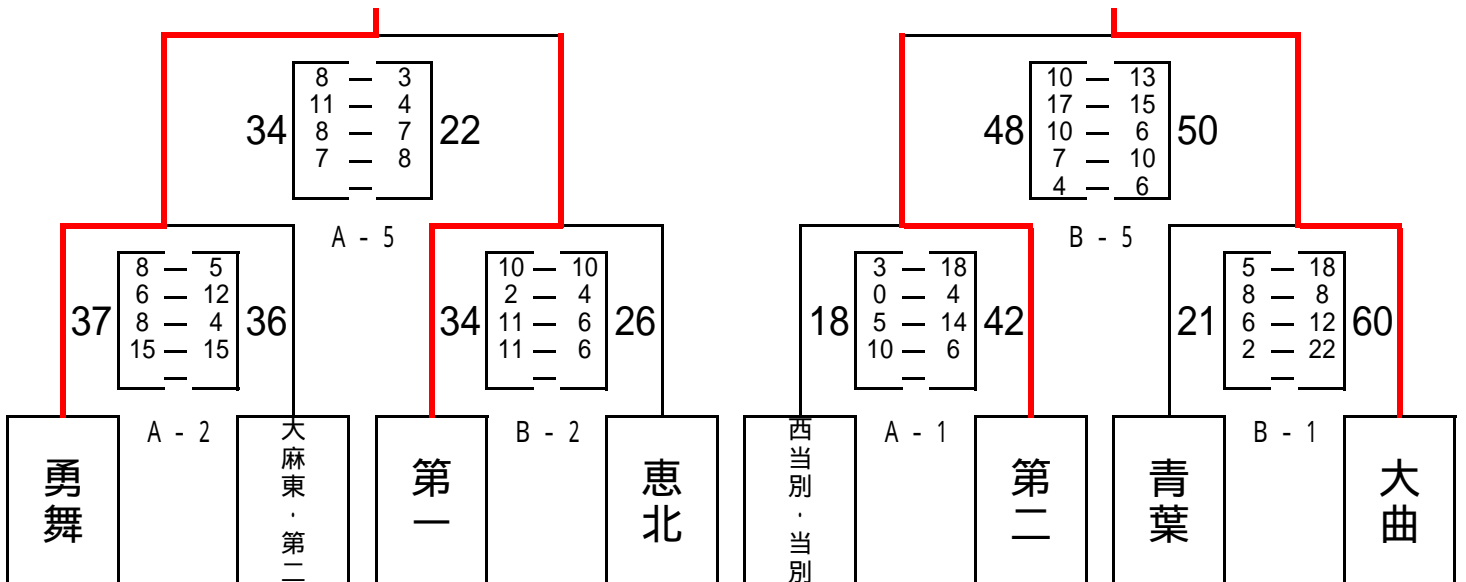 8 — 3
11 — 4
34 8 — 7 22
7 — 8
—
A - 5
10 — 13
17 — 15
48 10 — 6 50
7 — 10
4 — 6
B - 5
8 — 5
6 — 12
37 8 — 4 36
15 — 15
—
A - 2
10 — 10
2 — 4
34 11 — 6 26
11 — 6
—
B - 2
3 — 18
0 — 4
18 5 — 14 42
10 — 6
—
A - 1
5 — 18
8 — 8
21 6 — 12 60
2 — 22
—
B - 1
勇舞
大麻東・第二
第一
恵北
西当別・当別
第二
青葉
大曲